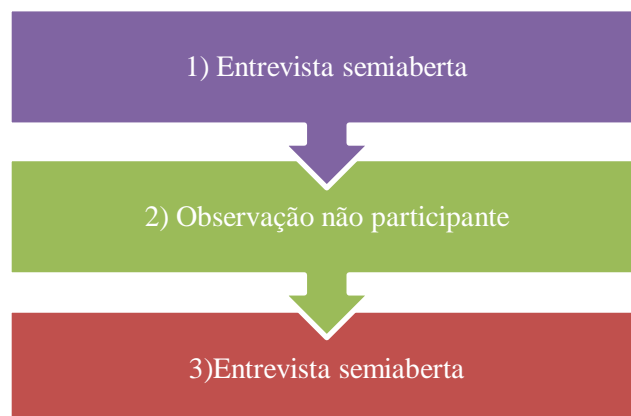 1) Entrevista semiaberta
2) Observação não participante
3)Entrevista semiaberta